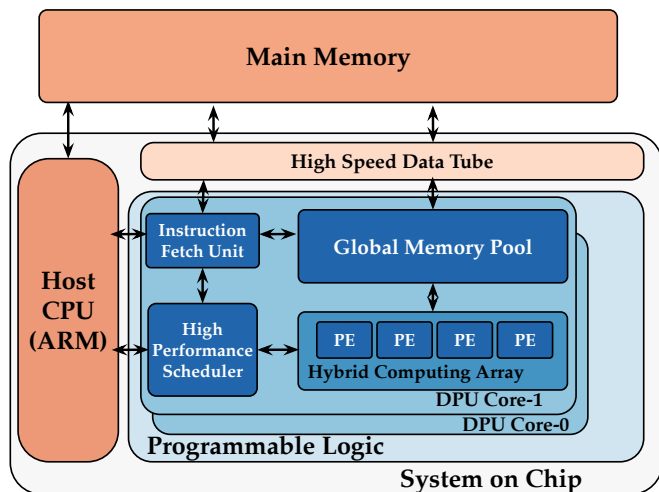 Main Memory
High Speed Data Tube
Host
CPU
(ARM)
Instruction
Fetch Unit
Global Memory Pool
High
Performance
Scheduler
PE PE PE PE
Hybrid Computing Array
DPU Core-1
DPU Core-0
Programmable Logic
System on Chip